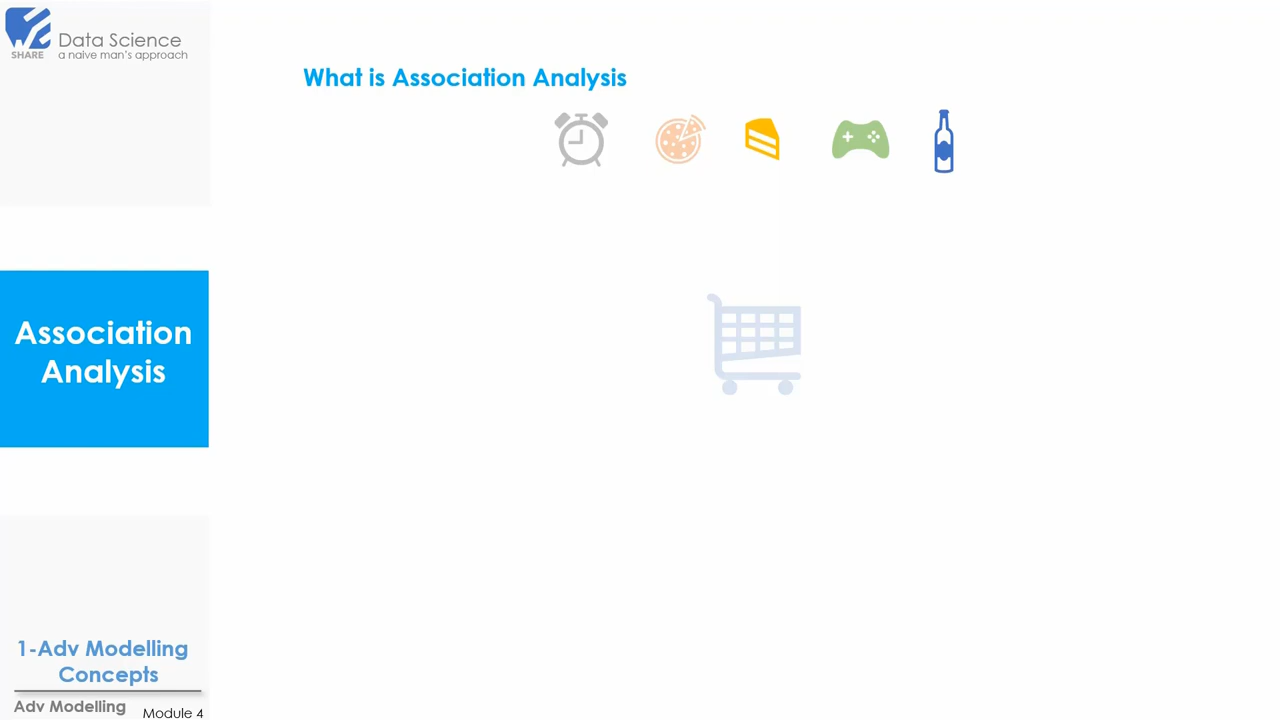 SHARE
Data Science
a naive man's approach
What is Association Analysis
Association
Analysis
1-Adv Modelling
Concepts
Adv Modelling
Module 4